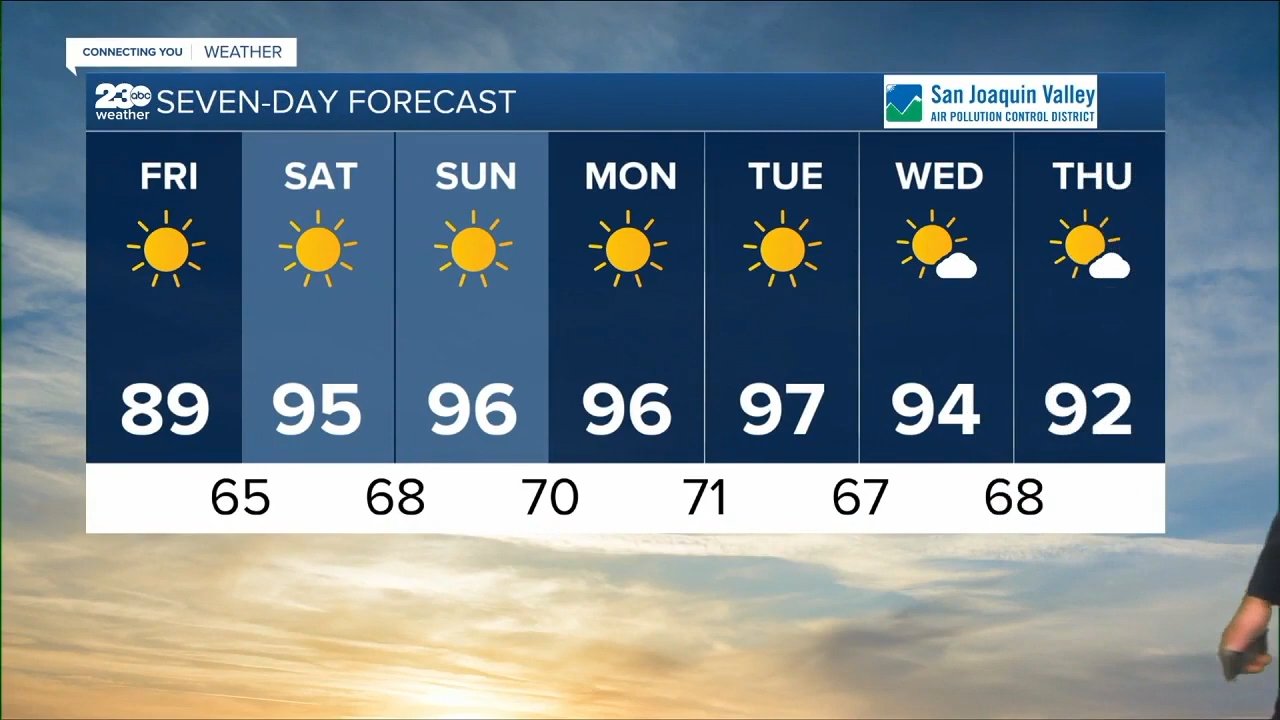 CONNECTING YOU | WEATHER
23 abc
weather
SEVEN-DAY FORECAST
San Joaquin Valley
AIR POLLUTION CONTROL DISTRICT
FRI SAT SUN MON TUE WED THU
89 95 96 96 97 94 92
65 68 70 71 67 68